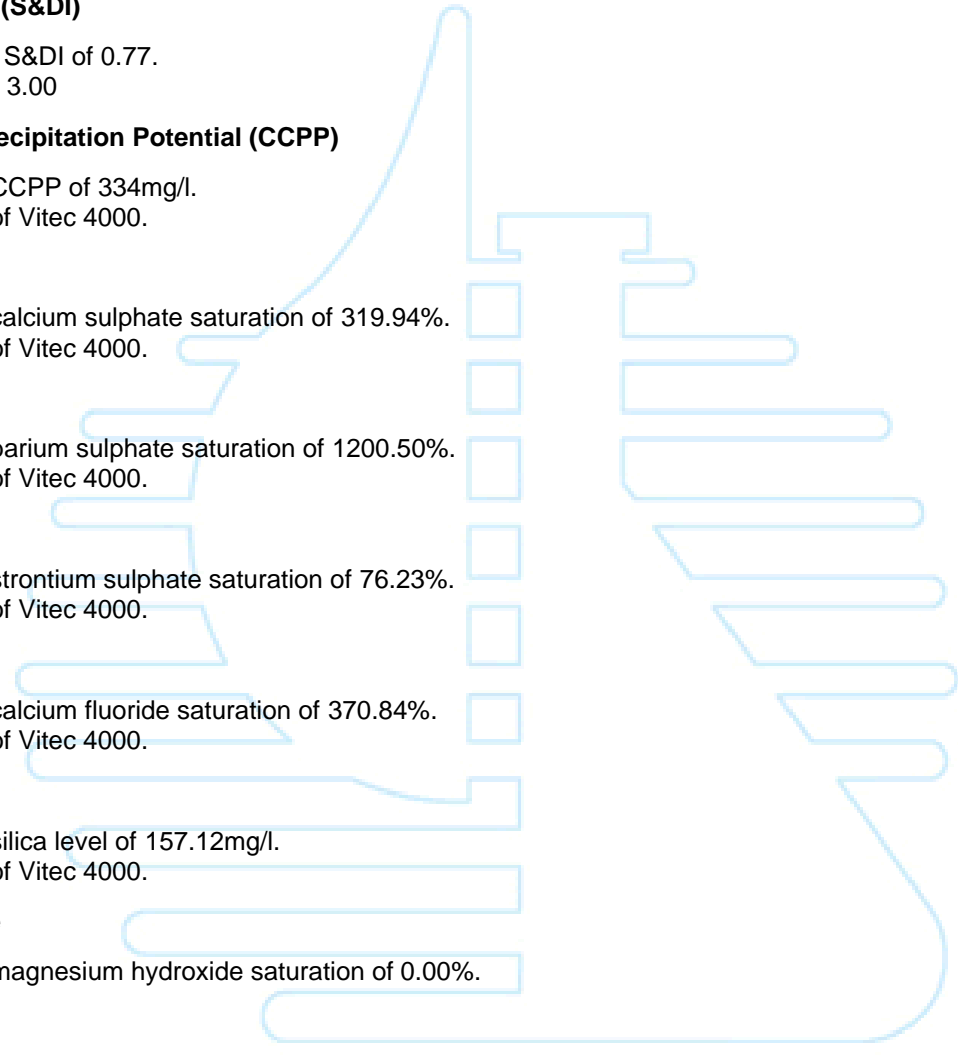 (S&DI)
S&DI of 0.77.
3.00
ecipitation Potential (CCPP)
CCPP of 334mg/l.
of Vitec 4000.
calcium sulphate saturation of 319.94%.
of Vitec 4000.
barium sulphate saturation of 1200.50%.
of Vitec 4000.
strontium sulphate saturation of 76.23%.
of Vitec 4000.
calcium fluoride saturation of 370.84%.
of Vitec 4000.
silica level of 157.12mg/l.
of Vitec 4000.
magnesium hydroxide saturation of 0.00%.